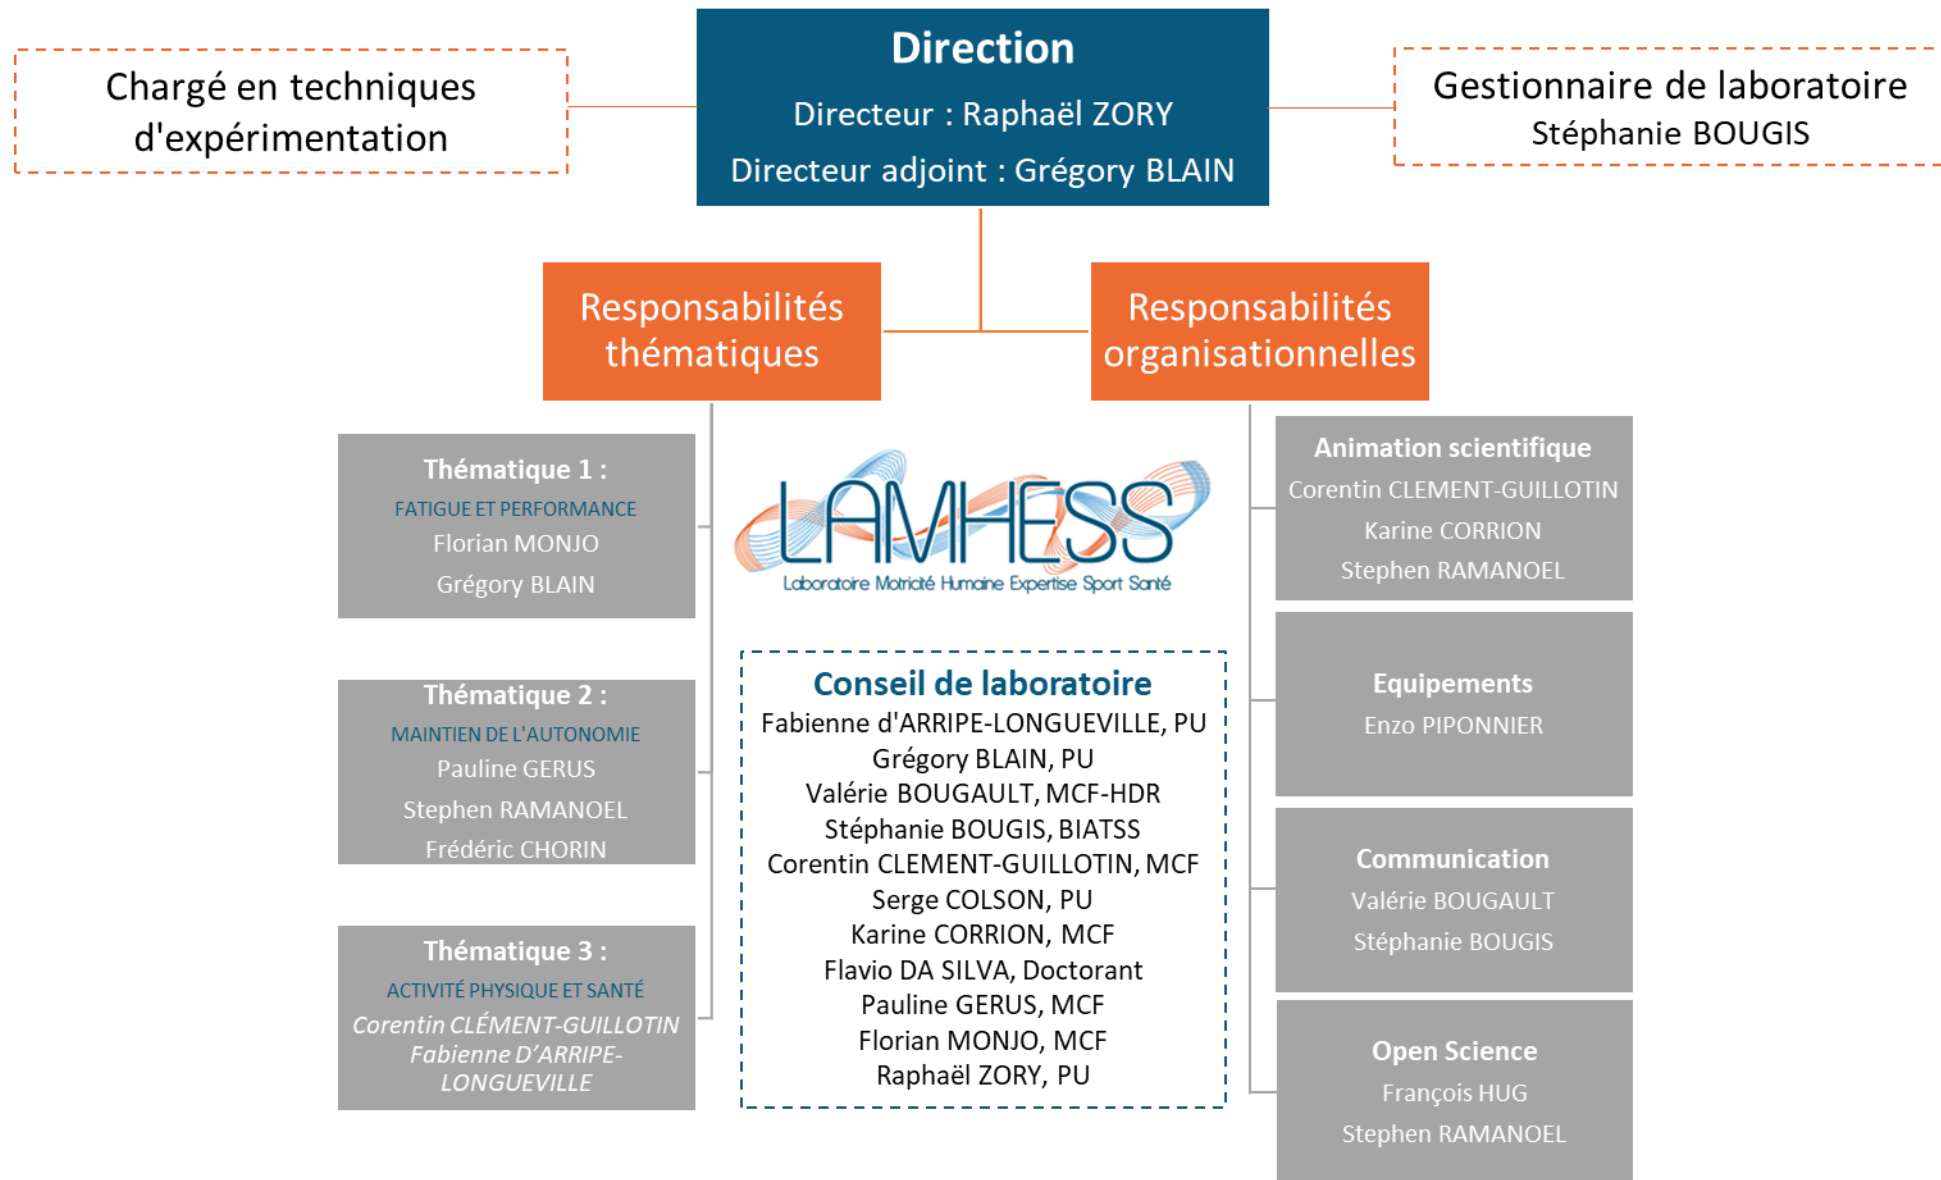 Direction
Directeur : Raphaël ZORY
Directeur adjoint : Grégory BLAIN
Chargé en techniques
d'expérimentation
Gestionnaire de laboratoire
Stéphanie BOUGIS
Responsabilités
thématiques
Responsabilités
organisationnelles
Thématique 1 :
FATIGUE ET PERFORMANCE
Florian MONJO
Grégory BLAIN
Thématique 2 :
MAINTIEN DE L'AUTONOMIE
Pauline GERUS
Stephen RAMANOEL
Frédéric CHORIN
Thématique 3 :
ACTIVITÉ PHYSIQUE ET SANTÉ
Corentin CLÉMENT-GUILLOTIN
Fabienne D’ARRIPE-
LONGUEVILLE
LAMHESS
Laboratoire Motricité Humaine Expertise Sport Santé
Conseil de laboratoire
Fabienne d'ARRIPE-LONGUEVILLE, PU
Grégory BLAIN, PU
Valérie BOUGAULT, MCF-HDR
Stéphanie BOUGIS, BIATSS
Corentin CLEMENT-GUILLOTIN, MCF
Serge COLSON, PU
Karine CORRION, MCF
Flavio DA SILVA, Doctorant
Pauline GERUS, MCF
Florian MONJO, MCF
Raphaël ZORY, PU
Animation scientifique
Corentin CLEMENT-GUILLOTIN
Karine CORRION
Stephen RAMANOEL
Equipements
Enzo PIPONNIER
Communication
Valérie BOUGAULT
Stéphanie BOUGIS
Open Science
François HUG
Stephen RAMANOEL